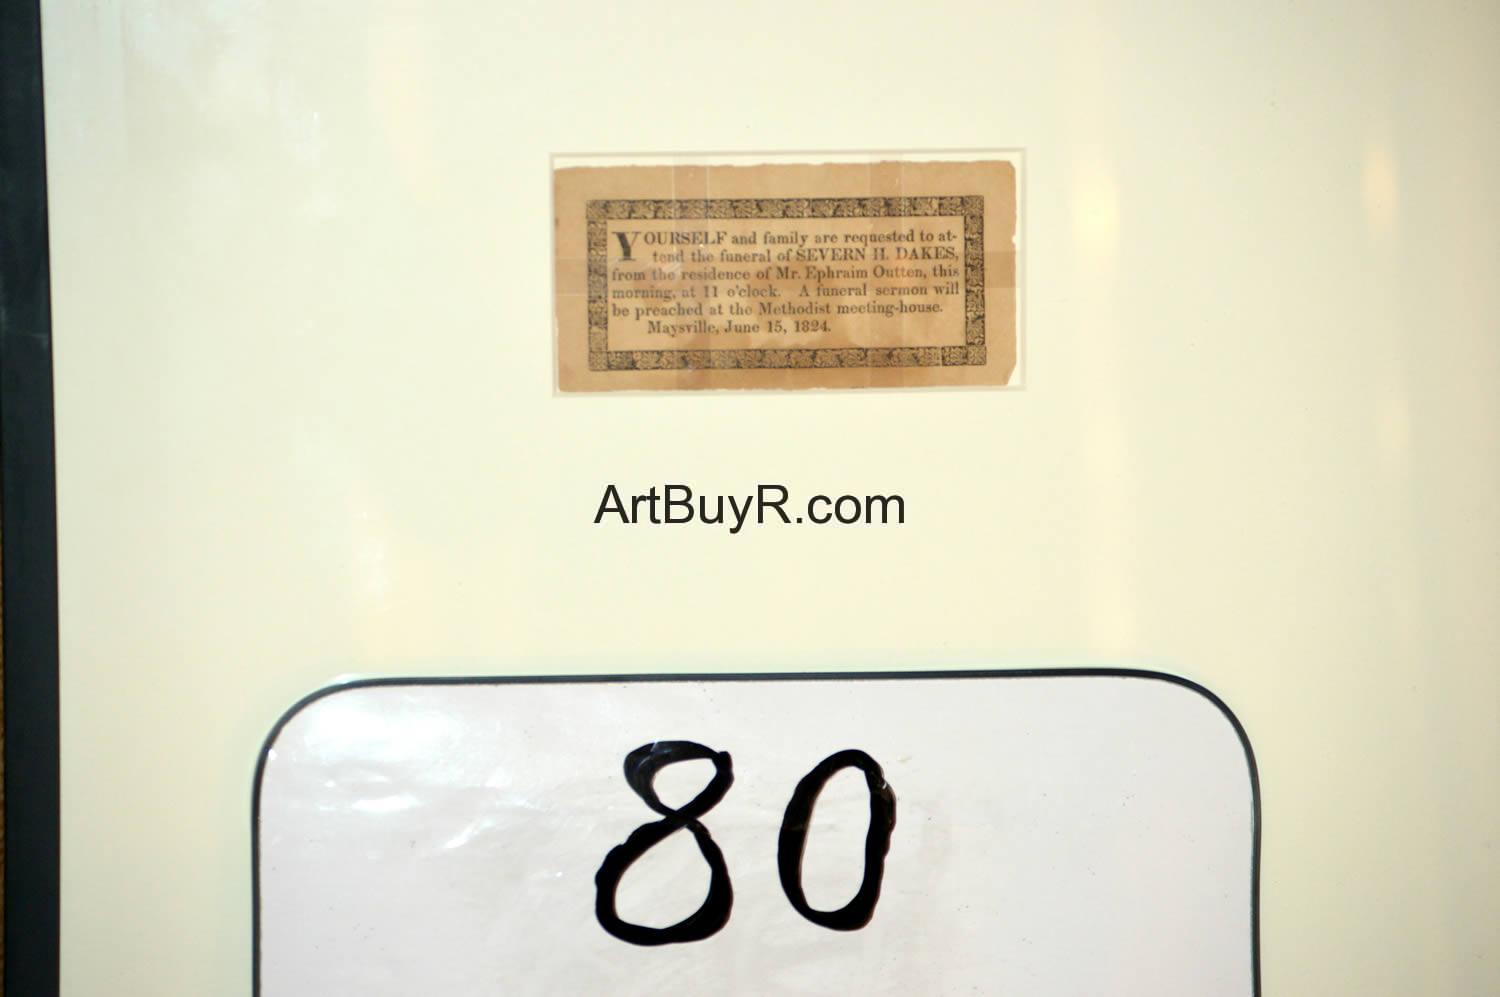 YOURSELF and family are requested to at-
tend the funeral of SEVERN H. DAKES,
from the residence of Mr. Ephraim Outten, this
morning, at 11 o'clock. A funeral sermon will
be preached at the Methodist meeting-house.
Maysville, June 15, 1824.
ArtBuyR.com
80